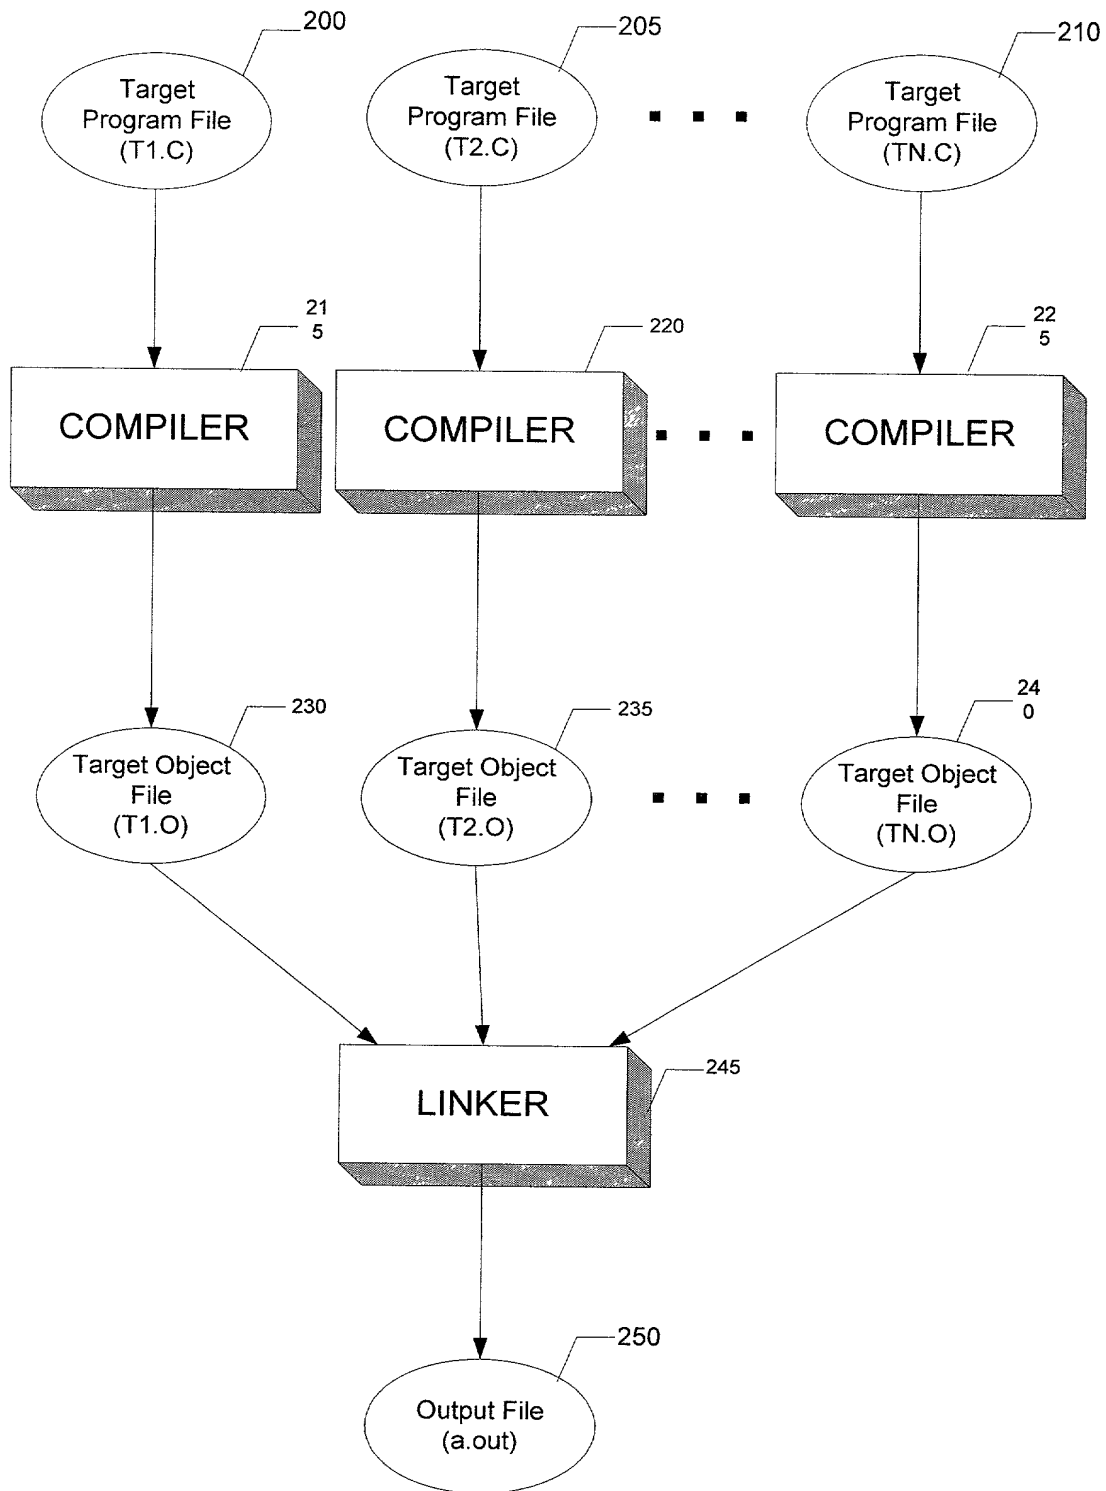 200
205
210
Target
Program File
(T1.C)
Target
Program File
(T2.C)
Target
Program File
(TN.C)
21
5
220
22
5
COMPILER
COMPILER
COMPILER
230
235
24
0
Target Object
File
(T1.O)
Target Object
File
(T2.O)
Target Object
File
(TN.O)
LINKER
245
250
Output File
(a.out)